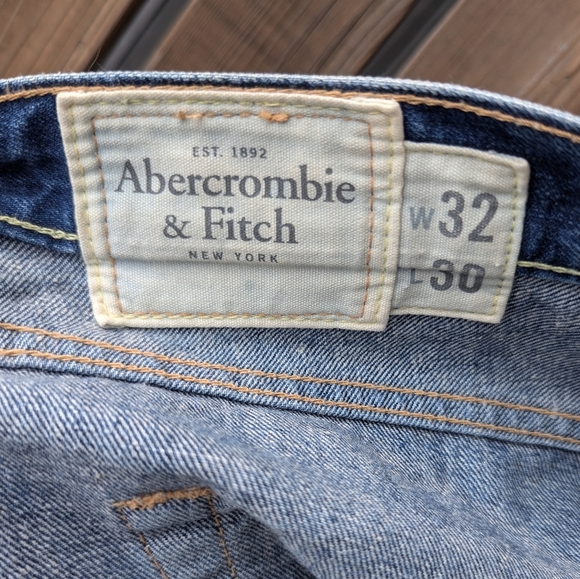 EST. 1892
Abercrombie
& Fitch
NEW YORK
W 32
L 30